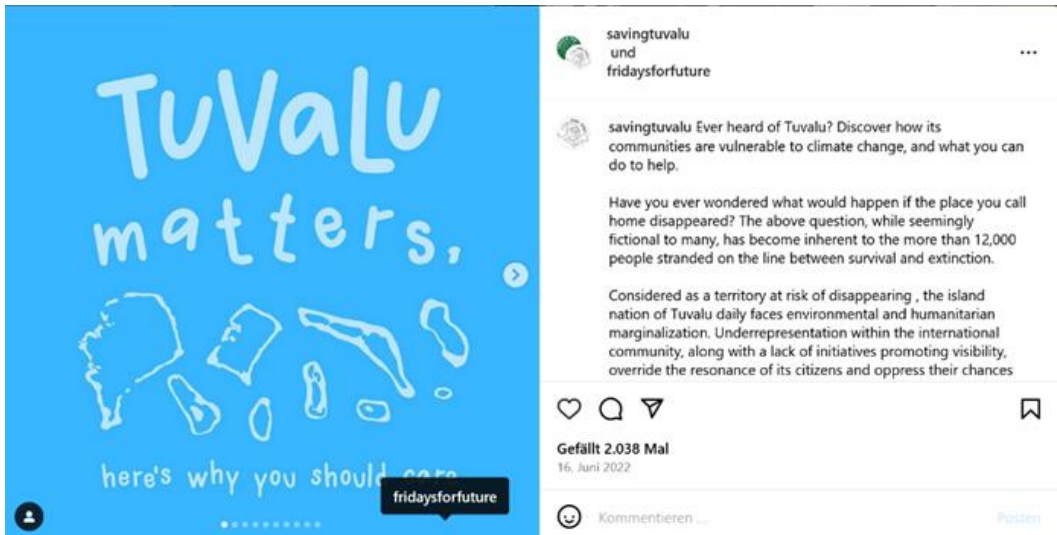 TuVaLu
matters,
here's why you should care
fridaysforfuture
savingtuvalu
und
fridaysforfuture
savingtuvalu Ever heard of Tuvalu? Discover how its
communities are vulnerable to climate change, and what you can
do to help.
Have you ever wondered what would happen if the place you call
home disappeared? The above question, while seemingly
fictional to many, has become inherent to the more than 12,000
people stranded on the line between survival and extinction.
Considered as a territory at risk of disappearing , the island
nation of Tuvalu daily faces environmental and humanitarian
marginalization. Underrepresentation within the international
community, along with a lack of initiatives promoting visibility,
override the resonance of its citizens and oppress their chances
Gefällt 2.038 Mal
16. Juni 2022
Kommentieren ...
Posten